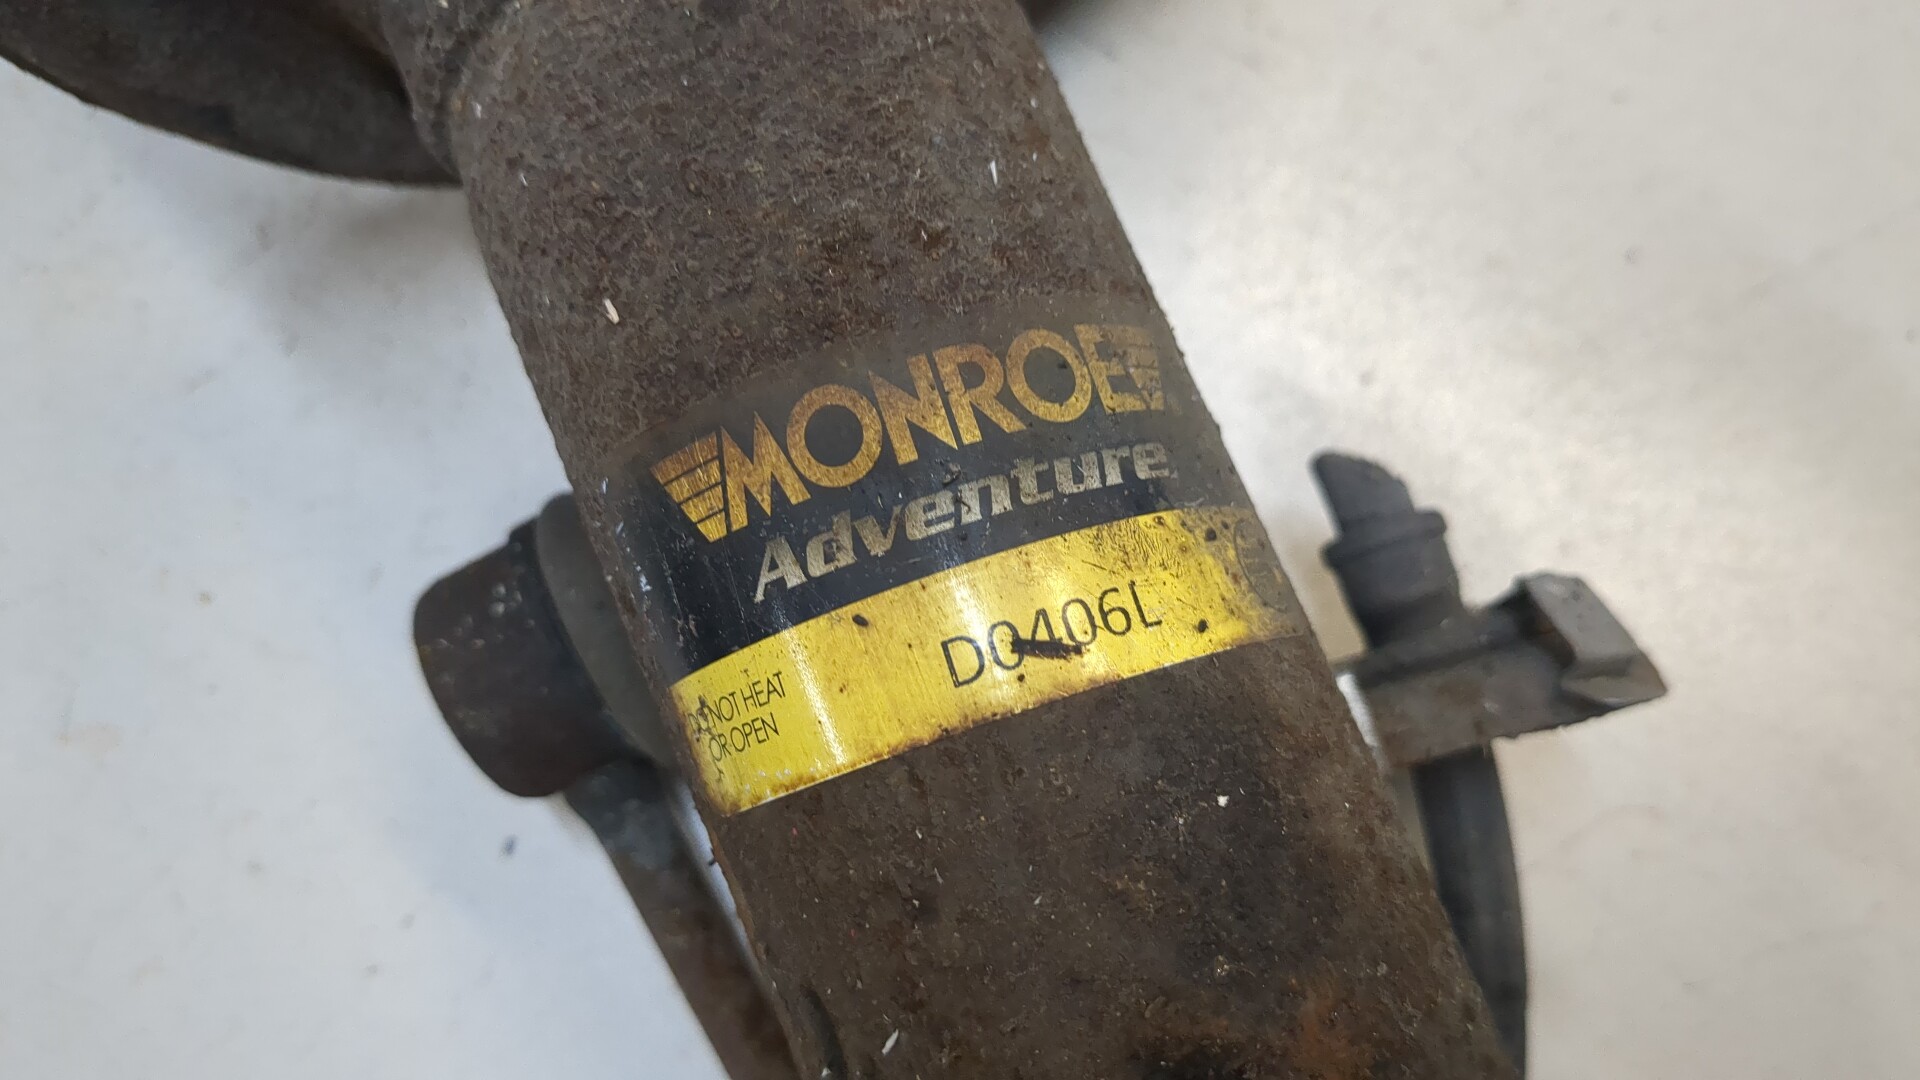 MONROE
Adventure
D0406L
DO NOT HEAT
OR OPEN